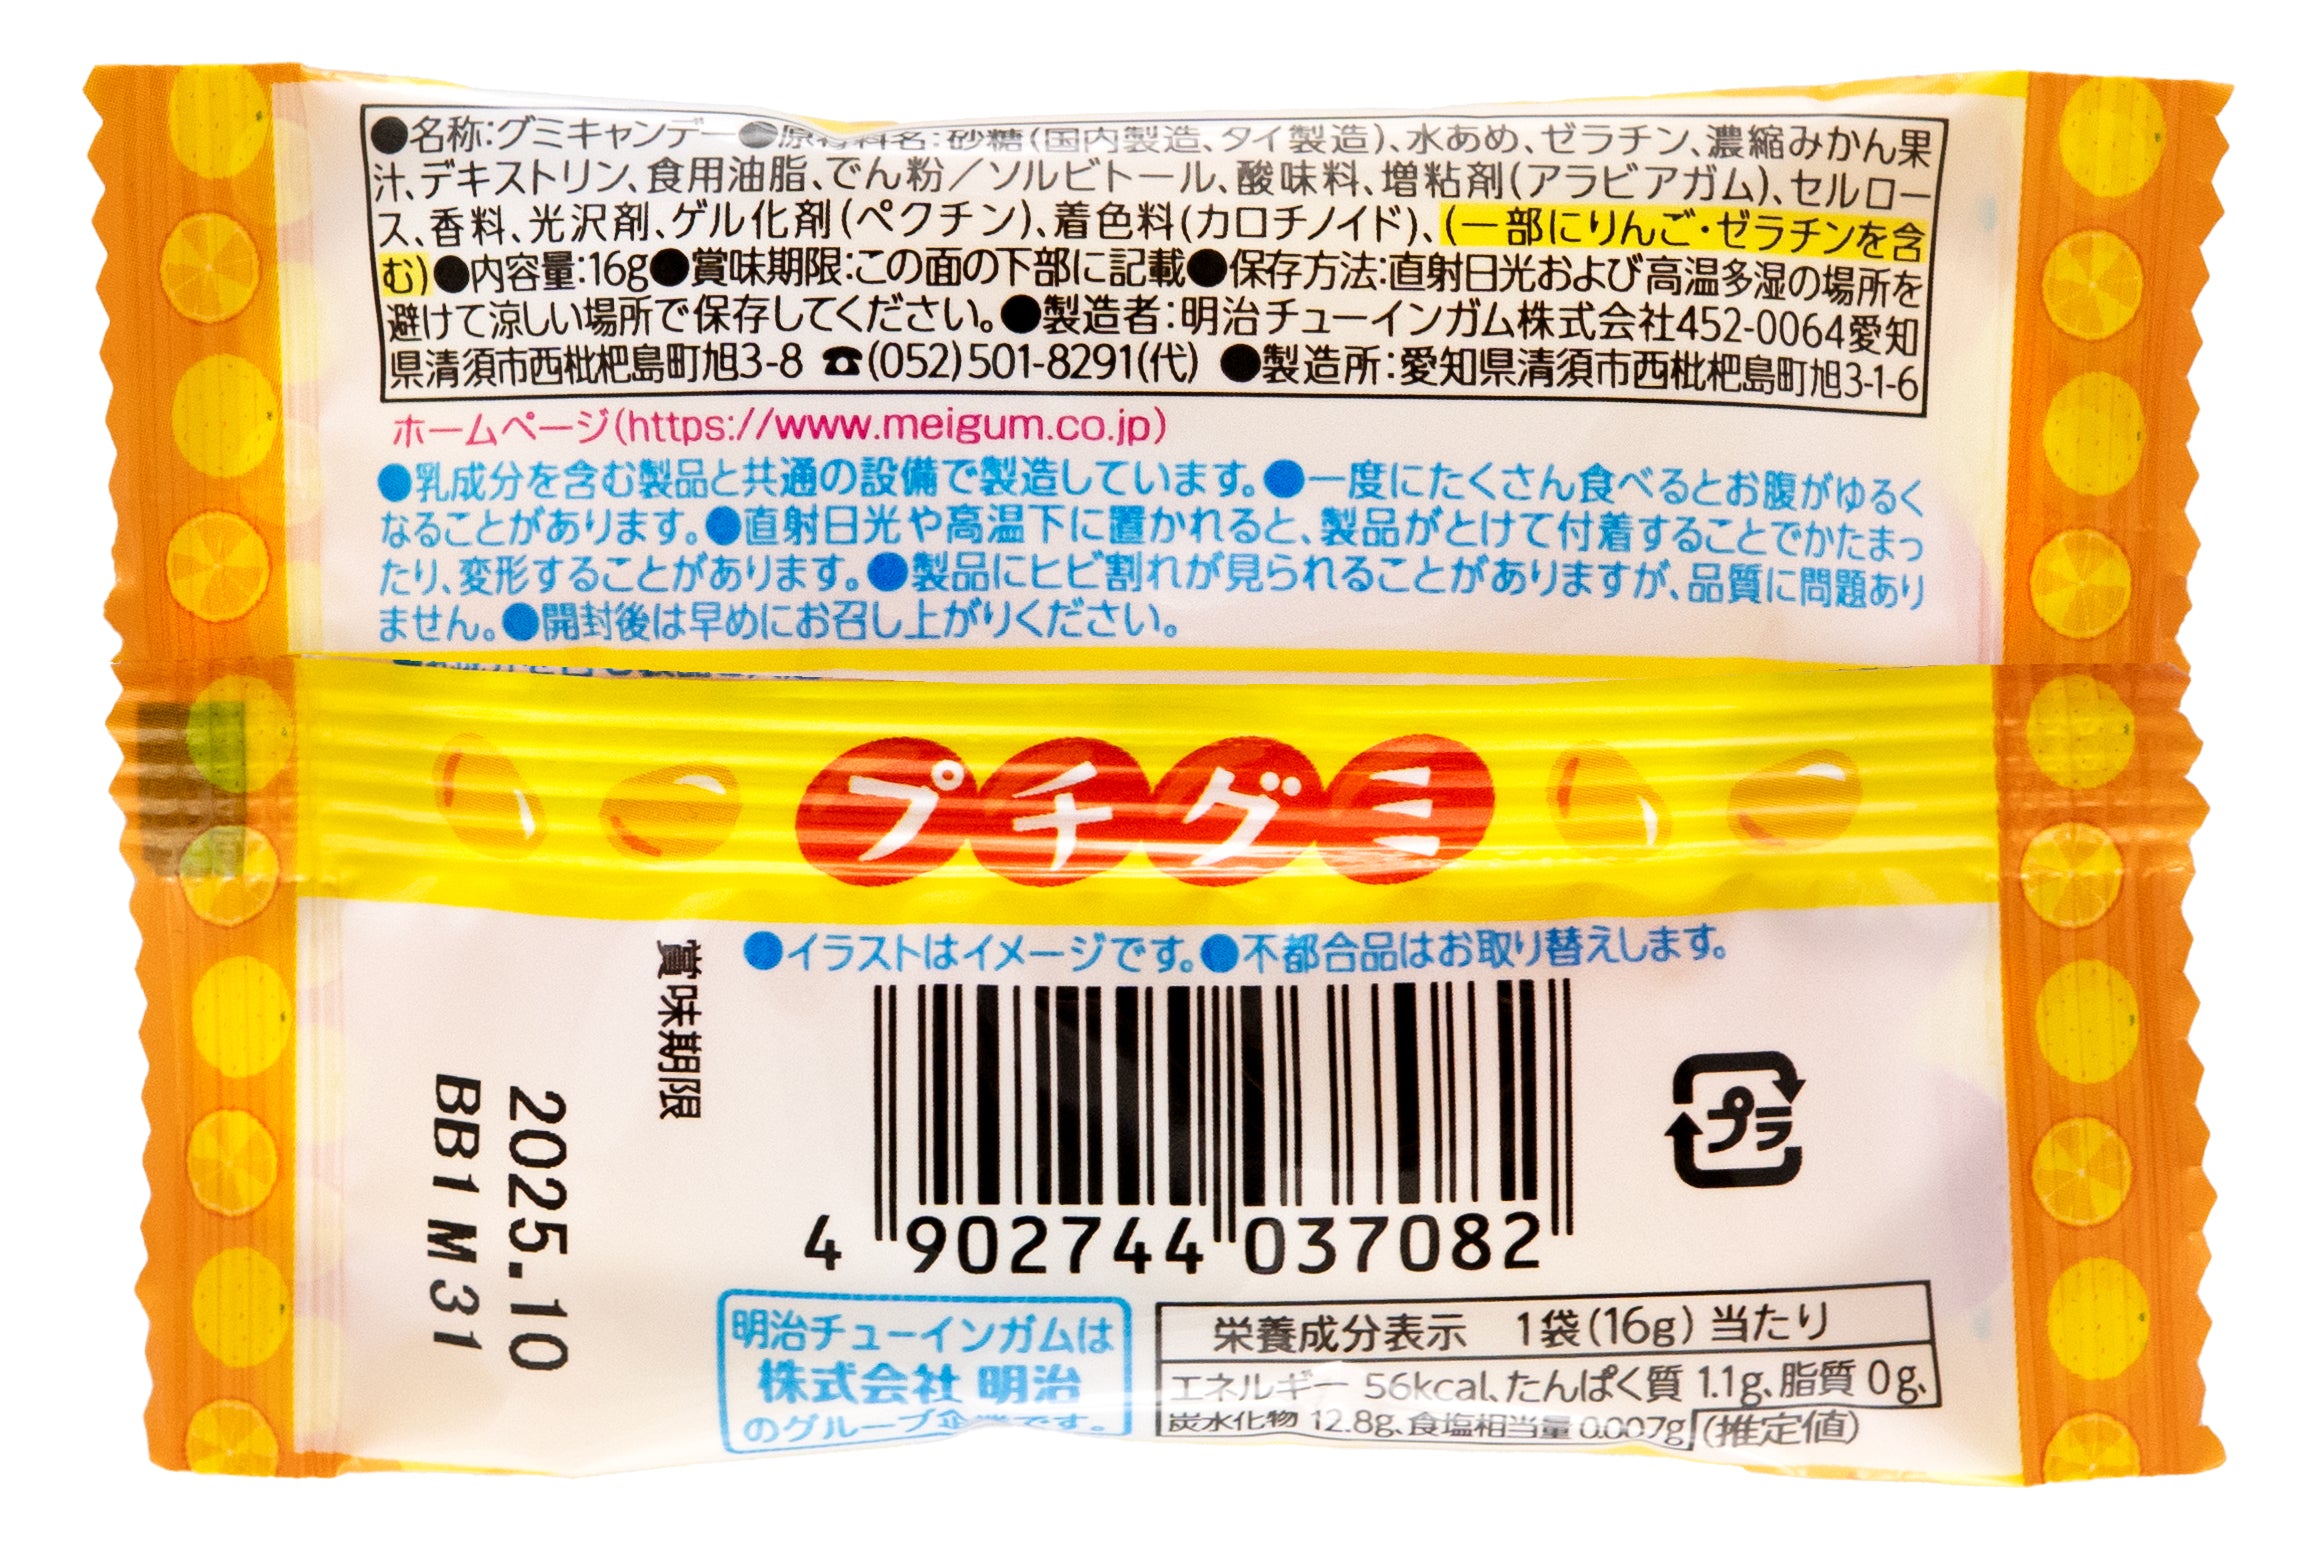 ●名称:グミキャンデー●原材料名:砂糖(国内製造、タイ製造)、水あめ、ゼラチン、濃縮みかん果
汁、デキストリン、食用油脂、でん粉/ソルビトール、酸味料、増粘剤(アラビアガム)、セルロー
ス、香料、光沢剤、ゲル化剤(ペクチン)、着色料(カロチノイド)、(一部にりんご・ゼラチンを含
む)●内容量:16g●賞味期限:この面の下部に記載●保存方法:直射日光および高温多湿の場所を
避けて涼しい場所で保存してください。●製造者:明治チューインガム株式会社452-0064愛知
県清須市西枇杷島町旭3-8 ☎(052)501-8291(代) ●製造所:愛知県清須市西枇杷島町旭3-1-6
ホームページ(https://www.meigum.co.jp)
●乳成分を含む製品と共通の設備で製造しています。●一度にたくさん食べるとお腹がゆるく
なることがあります。●直射日光や高温下に置かれると、製品がとけて付着することでかたまっ
たり、変形することがあります。●製品にヒビ割れが見られることがありますが、品質に問題あり
ません。●開封後は早めにお召し上がりください。
プチグミ
●イラストはイメージです。●不都合品はお取り替えします。
賞味期限
2025.10
BB1 M 31
4 902744 037082
プラ
明治チューインガムは
株式会社 明治
のグループ企業です。
栄養成分表示 1袋(16g)当たり
エネルギー 56kcal、たんぱく質 1.1g、脂質 0g、
炭水化物 12.8g、食塩相当量 0.007g (推定値)